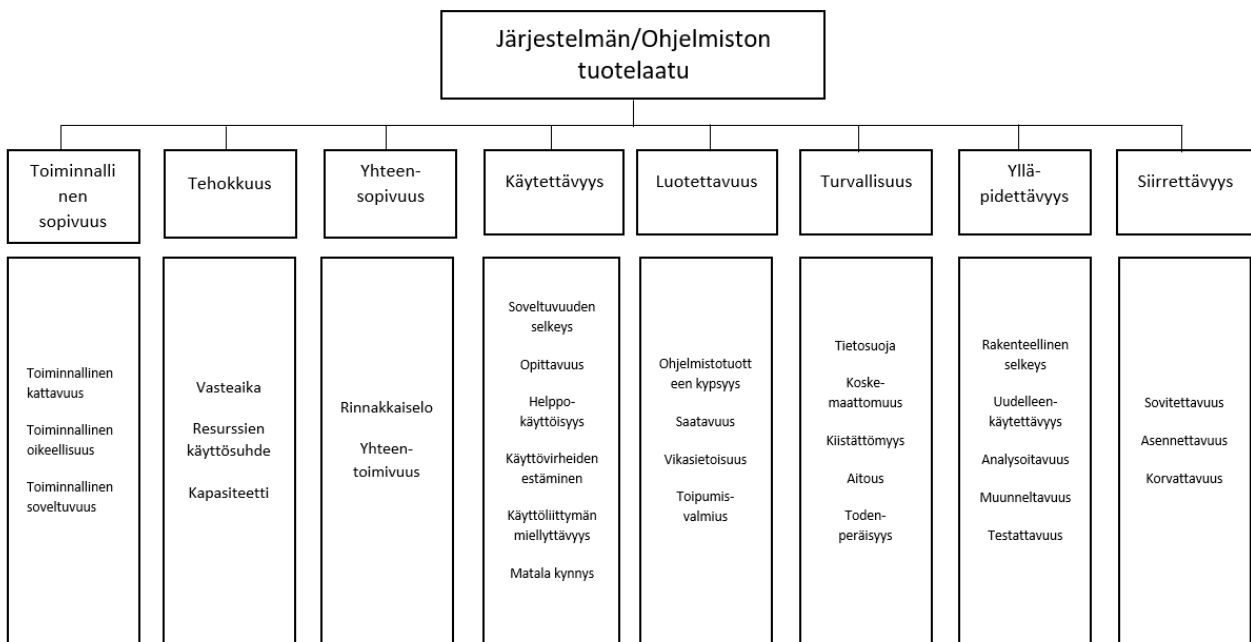 Järjestelmän/Ohjelmiston
tuotelaatu
Toiminnalli
nen
sopivuus
Tehokkuus
Yhteen-
sopivuus
Käytettävyys
Luotettavuus
Turvallisuus
Yllä-
pidettävyys
Siirrettävyys
Toiminnallinen
kattavuus
Toiminnallinen
oikeellisuus
Toiminnallinen
soveltuvuus
Vasteaika
Resurssien
käyttösuhde
Kapasiteetti
Rinnakkaiselo
Yhteen-
toimivuus
Soveltuvuuden
selkeys
Opittavuus
Helppo-
käyttöisyys
Käyttövirheiden
estäminen
Käyttöliittymän
miellyttävyys
Matala kynnys
Ohjelmistotuott
een kypsyys
Saatavuus
Vikasietoisuus
Toipumis-
valmius
Tietosuoja
Koske-
maattomuus
Kiistättömyys
Aitous
Toden-
peräisyys
Rakenteellinen
selkeys
Uudelleen-
käytettävyys
Analysoitavuus
Muunneltavuus
Testattavuus
Sovitettavuus
Asennettavuus
Korvattavuus